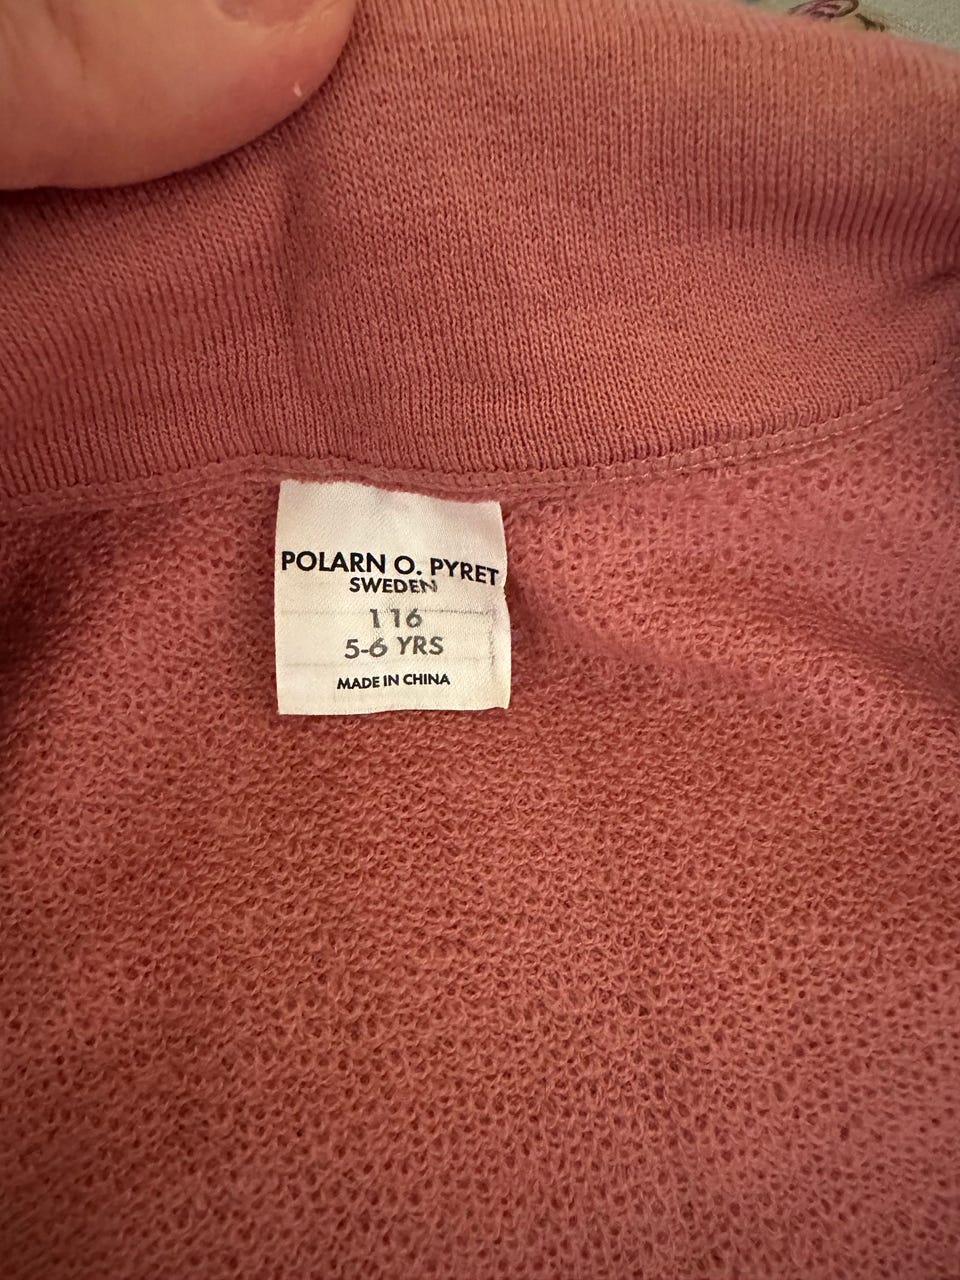 POLARN O. PYRET
SWEDEN
116
5-6 YRS
MADE IN CHINA